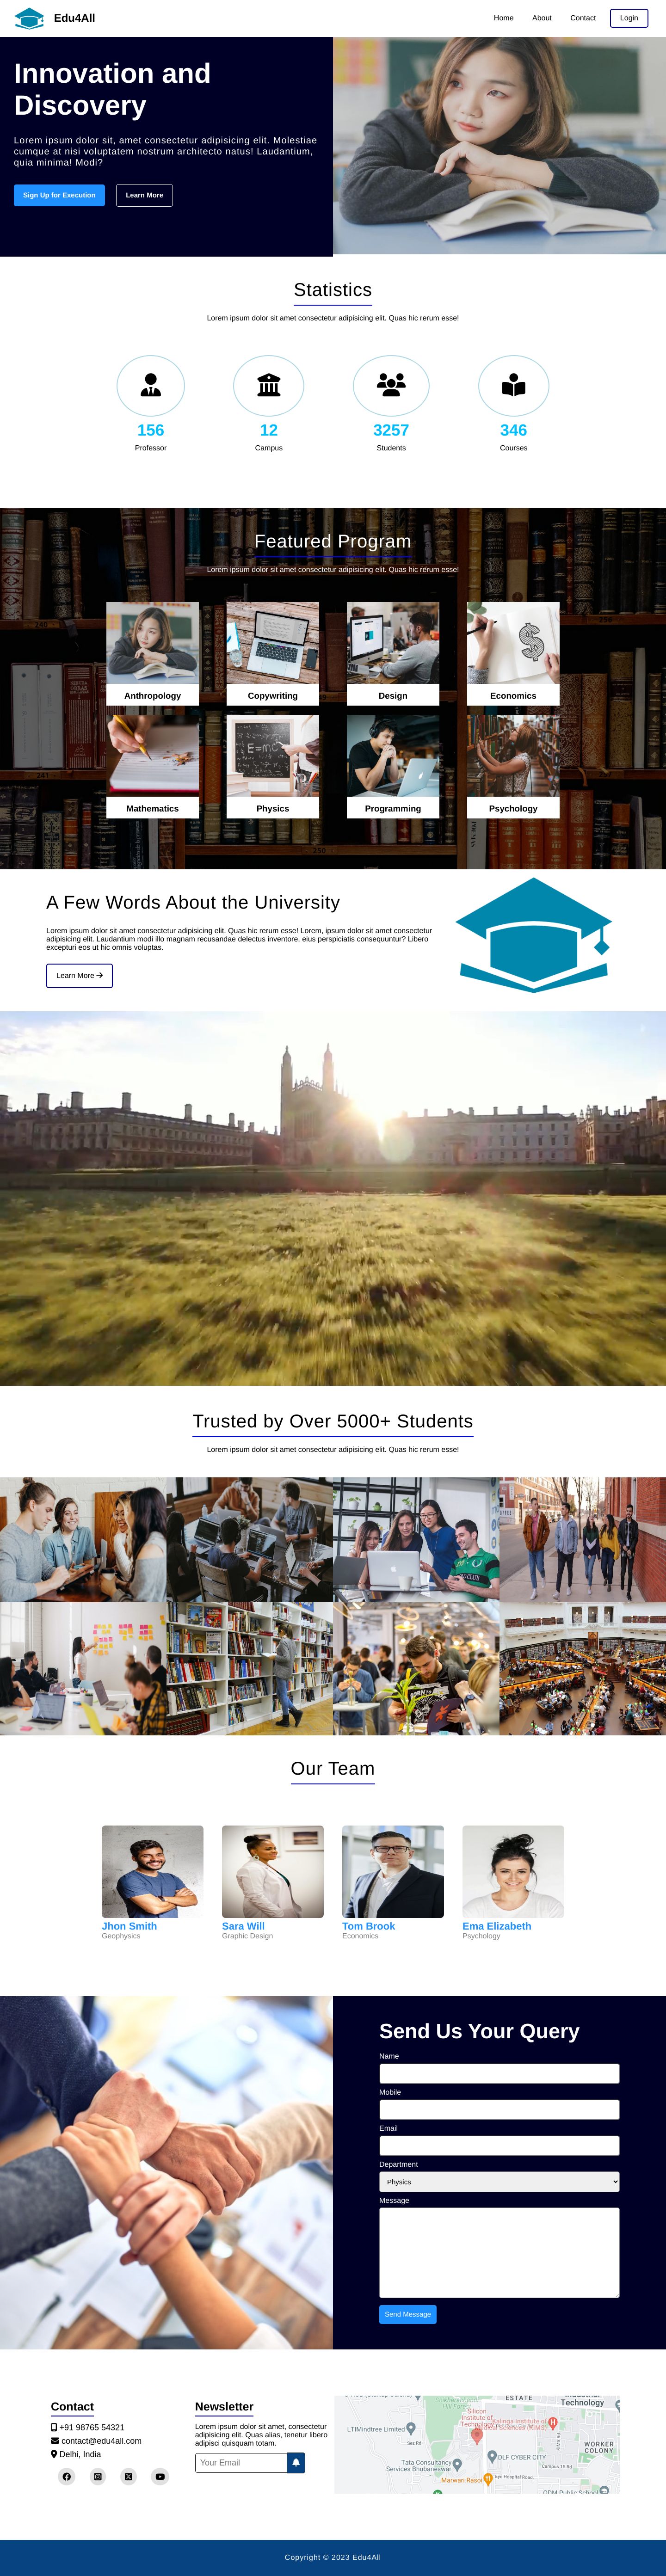 Edu4All
Home
About
Contact
Login
Innovation and
Discovery
Lorem ipsum dolor sit, amet consectetur adipisicing elit. Molestiae
cumque at nisi voluptatem nostrum architecto natus! Laudantium,
quia minima! Modi?
Sign Up for Execution
Learn More
Statistics
Lorem ipsum dolor sit amet consectetur adipisicing elit. Quas hic rerum esse!
156
12
3257
346
Professor
Campus
Students
Courses
Featured Program
Lorem ipsum dolor sit amet consectetur adipisicing elit. Quas hic rerum esse!
Anthropology
Copywriting
Design
Economics
E=mc
Mathematics
Physics
Programming
Psychology
250
A Few Words About the University
Lorem ipsum dolor sit amet consectetur adipisicing elit. Quas hic rerum esse! Lorem, ipsum dolor sit amet consectetur
adipisicing elit. Laudantium modi illo magnam recusandae delectus inventore, eius perspiciatis consequuntur? Libero
excepturi eos ut hic omnis voluptas.
Learn More
Trusted by Over 5000+ Students
Lorem ipsum dolor sit amet consectetur adipisicing elit. Quas hic rerum esse!
Our Team
Jhon Smith
Geophysics
Sara Will
Graphic Design
Tom Brook
Economics
Ema Elizabeth
Psychology
Send Us Your Query
Name
Mobile
Email
Department
Physics
Message
Send Message
Contact
+91 98765 54321
contact@edu4all.com
Delhi, India
Newsletter
Lorem ipsum dolor sit amet, consectetur
adipisicing elit. Quas alias, tenetur libero
adipisci quisquam totam.
Your Email
ESTATE
Technology
Silicon
Institute of
LTIMindtree Limited
WORKER
COLONY
DLF CYBER CITY
Tata Consultancy
Services Bhubaneswar
Campus 15 Rd
Eye Hospital Road
Marwari Rasoi
ODM Public School
Copyright © 2023 Edu4All